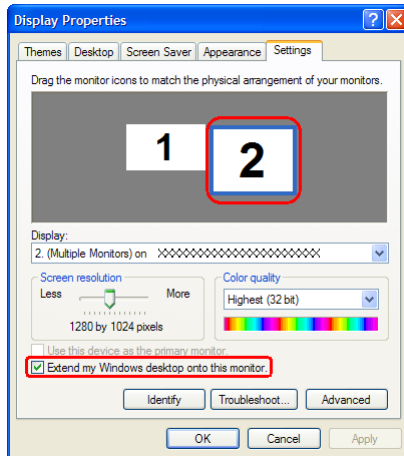 Display Properties
Themes Desktop Screen Saver Appearance Settings
Drag the monitor icons to match the physical arrangement of your monitors.
1 2
Display:
2. (Multiple Monitors) on XXXXXXXXXXXXXXXXXXXXXXX
Screen resolution Color quality
Less More Highest (32 bit)
1280 by 1024 pixels
Use this device as the primary monitor.
Extend my Windows desktop onto this monitor.
Identify Troubleshoot... Advanced
OK Cancel Apply